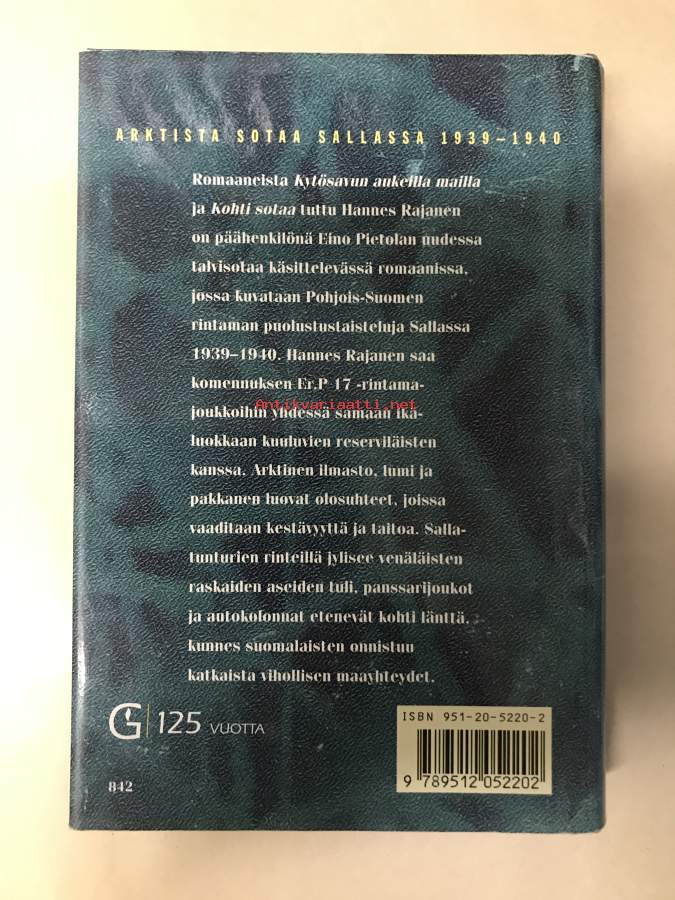 ARKTISTA SOTAA SALLASSA 1939–1940
Romaaneista Kytösavun aukeilla mailla
ja Kohti sotaa tuttu Hannes Rajanen
on päähenkilönä Eino Pietolan uudessa
talvisotaa käsittelevässä romaanissa,
jossa kuvataan Pohjois-Suomen
rintaman puolustustaisteluja Sallassa
1939–1940. Hannes Rajanen saa
komennuksen Er.P 17 -rintama-
Antikvariaatti.net
joukkoihin yhdessä samaan ikä-
luokkaan kuuluvien reserviläisten
kanssa. Arktinen ilmasto, lumi ja
pakkanen luovat olosuhteet, joissa
vaaditaan kestävyyttä ja taitoa. Salla-
tunturien rinteillä jylisee venäläisten
raskaiden aseiden tuli, panssarijoukot
ja autokolonnat etenevät kohti länttä,
kunnes suomalaisten onnistuu
katkaista vihollisen maayhteydet.
G 125 VUOTTA
ISBN 951-20-5220-2
9 789512 052202
842